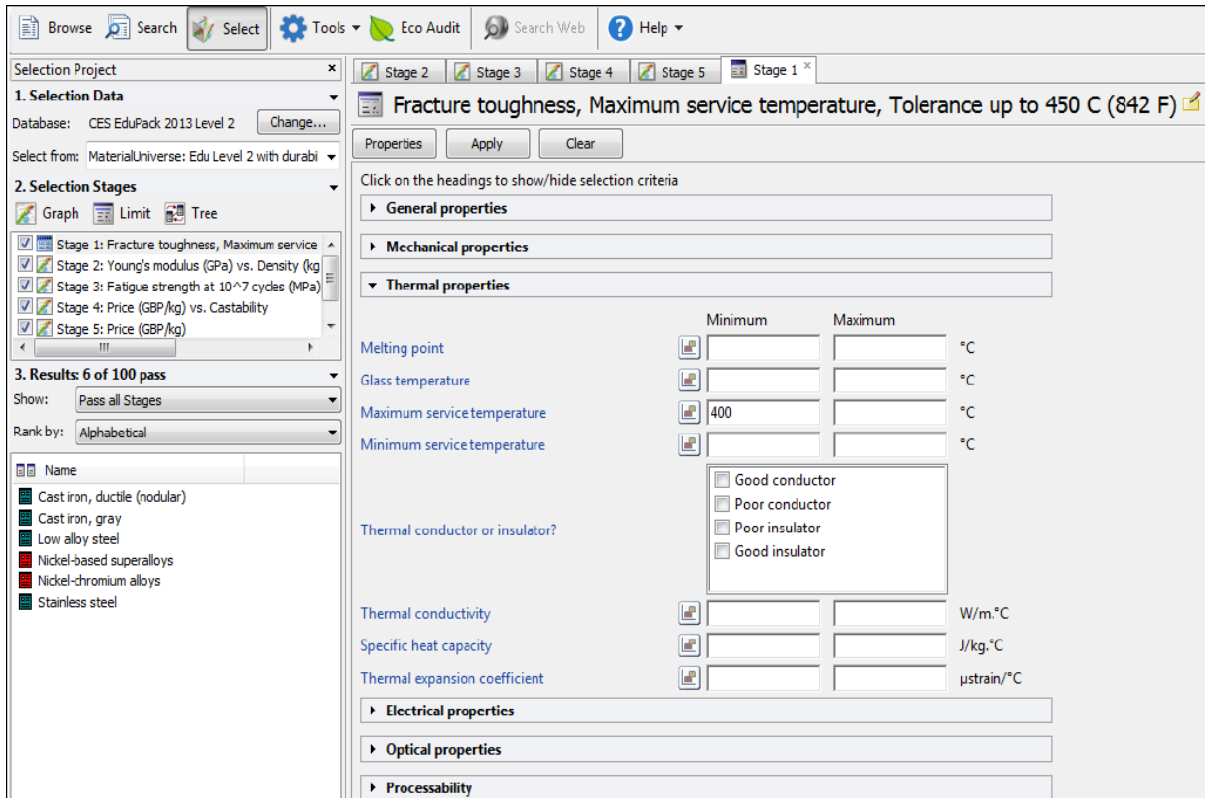 Browse Search Select Tools Eco Audit Search Web Help
Selection Project
1. Selection Data
Database: CES EduPack 2013 Level 2 Change...
Select from: MaterialUniverse: Edu Level 2 with durabi
2. Selection Stages
Graph Limit Tree
Stage 1: Fracture toughness, Maximum service
Stage 2: Young's modulus (GPa) vs. Density (kg
Stage 3: Fatigue strength at 10^7 cycles (MPa)
Stage 4: Price (GBP/kg) vs. Castability
Stage 5: Price (GBP/kg)
3. Results: 6 of 100 pass
Show: Pass all Stages
Rank by: Alphabetical
Name
Cast iron, ductile (nodular)
Cast iron, gray
Low alloy steel
Nickel-based superalloys
Nickel-chromium alloys
Stainless steel
Stage 2 Stage 3 Stage 4 Stage 5 Stage 1
Fracture toughness, Maximum service temperature, Tolerance up to 450 C (842 F)
Properties Apply Clear
Click on the headings to show/hide selection criteria
General properties
Mechanical properties
Thermal properties
Minimum Maximum
Melting point °C
Glass temperature °C
Maximum service temperature 400 °C
Minimum service temperature °C
Thermal conductor or insulator?
Good conductor
Poor conductor
Poor insulator
Good insulator
Thermal conductivity W/m.°C
Specific heat capacity J/kg.°C
Thermal expansion coefficient µstrain/°C
Electrical properties
Optical properties
Processability